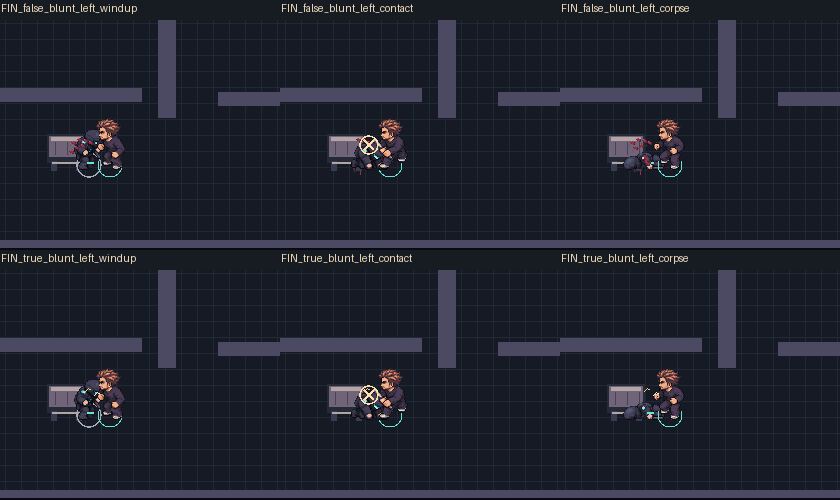 FIN_false_blunt_left_windup
FIN_false_blunt_left_contact
FIN_false_blunt_left_corpse
FIN_true_blunt_left_windup
FIN_true_blunt_left_contact
FIN_true_blunt_left_corpse